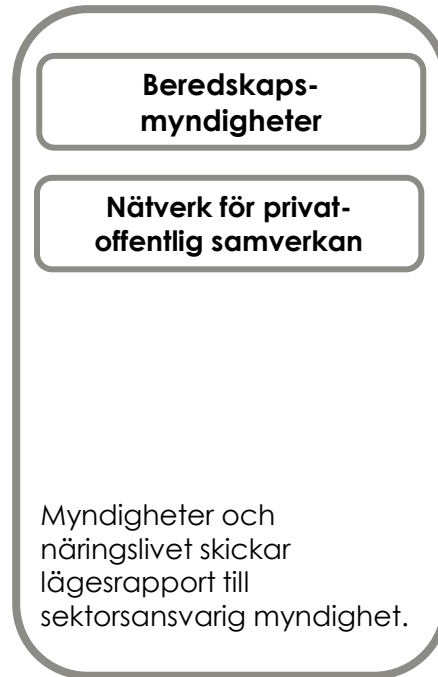 Beredskaps-
myndigheter
Nätverk för privat-
offentlig samverkan
Myndigheter och
näringslivet skickar
lägesrapport till
sektorsansvarig myndighet.